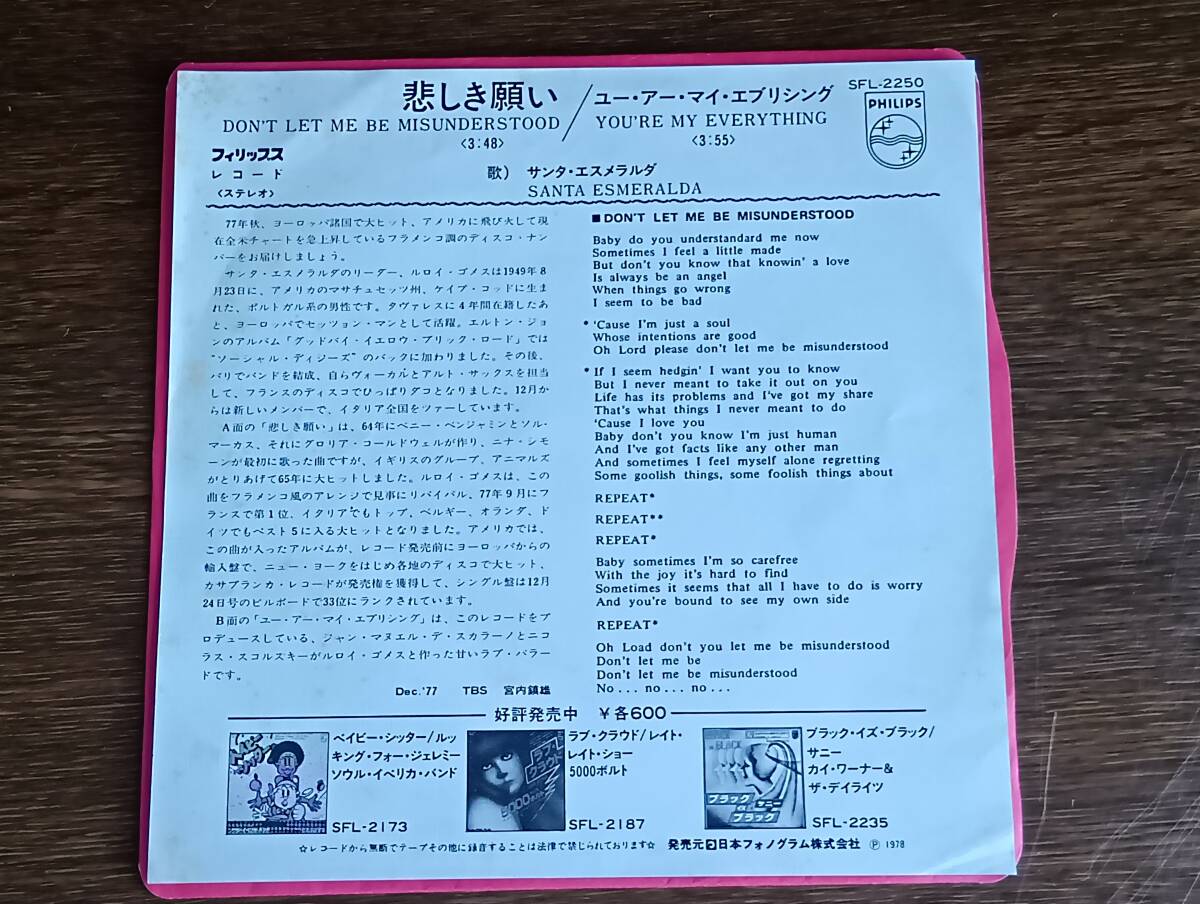 悲しき願い／ユー・アー・マイ・エブリシング
DON'T LET ME BE MISUNDERSTOOD YOU'RE MY EVERYTHING
〈3:48〉 〈3:55〉
SFL-2250
PHILIPS
フィリップス
レコード
〈ステレオ〉
歌） サンタ・エスメラルダ
SANTA ESMERALDA
77年秋、ヨーロッパ諸国で大ヒット、アメリカに飛び火して現
在全米チャートを急上昇しているフラメンコ調のディスコ・ナン
バーをお届けしましょう。
サンタ・エスメラルダのリーダー、ルロイ・ゴメスは1949年8
月23日に、アメリカのマサチュセッツ州、ケイプ・コッドに生ま
れた、ポルトガル系の男性です。タヴァレスに4年間在籍したあ
と、ヨーロッパでセッション・マンとして活躍。エルトン・ジョ
ンのアルバム「グッドバイ・イエロウ・ブリック・ロード」では
"ソーシャル・ディジーズ"のバックに加わりました。その後、
パリでバンドを結成、自らヴォーカルとアルト・サックスを担当
して、フランスのディスコでひっぱりダコとなりました。12月か
らは新しいメンバーで、イタリア全国をツァーしています。
A面の「悲しき願い」は、64年にベニー・ベンジャミンとソル・
マーカス、それにグロリア・コールドウェルが作り、ニナ・シモ
ーンが最初に歌った曲ですが、イギリスのグループ、アニマルズ
がとりあげて65年に大ヒットしました。ルロイ・ゴメスは、この
曲をフラメンコ風のアレンジで見事にリバイバル、77年9月にフ
ランスで第1位、イタリアでもトップ、ベルギー、オランダ、ド
イツでもベスト5に入る大ヒットとなりました。アメリカでは、
この曲が入ったアルバムが、レコード発売前にヨーロッパからの
輸入盤で、ニュー・ヨークをはじめ各地のディスコで大ヒット、
カサブランカ・レコードが発売権を獲得して、シングル盤は12月
24日号のビルボードで33位にランクされています。
B面の「ユー・アー・マイ・エブリシング」は、このレコードをプ
ロデュースしている、ジャン・マヌエル・デ・スカラーノとニコ
ラス・スコルズキーがルロイ・ゴメスと作った甘いラブ・バラー
ドです。
Dec.'77 TBS 宮内鎮雄
■DON'T LET ME BE MISUNDERSTOOD
Baby do you understandard me now
Sometimes I feel a little made
But don't you know that knowin' a love
Is always be an angel
When things go wrong
I seem to be bad
* 'Cause I'm just a soul
Whose intentions are good
Oh Lord please don't let me be misunderstood
* If I seem hedgin' I want you to know
But I never meant to take it out on you
Life has its problems and I've got my share
That's what things I never meant to do
'Cause I love you
Baby don't you know I'm just human
And I've got facts like any other man
And sometimes I feel myself alone regretting
Some goolish things, some foolish things about
REPEAT*
REPEAT**
REPEAT*
Baby sometimes I'm so carefree
With the joy it's hard to find
Sometimes it seems that all I have to do is worry
And you're bound to see my own side
REPEAT*
Oh Load don't you let me be misunderstood
Don't let me be
Don't let me be misunderstood
No... no... no...
好評発売中 ￥各600
ベイビー・シッター/ルッ
キング・フォー・ジェレミー
ソウル・イベリカ・バンド
SFL-2173
ラブ・クラウド/レイト・
レイト・ショー
5000ボルト
SFL-2187
ブラック・イズ・ブラック/
サニー
カイ・ワーナー&
ザ・デイライツ
SFL-2235
☆レコードから無断でテープその他に録音することは法律で禁じられております☆
発売元 日本フォノグラム株式会社 Ⓟ 1978